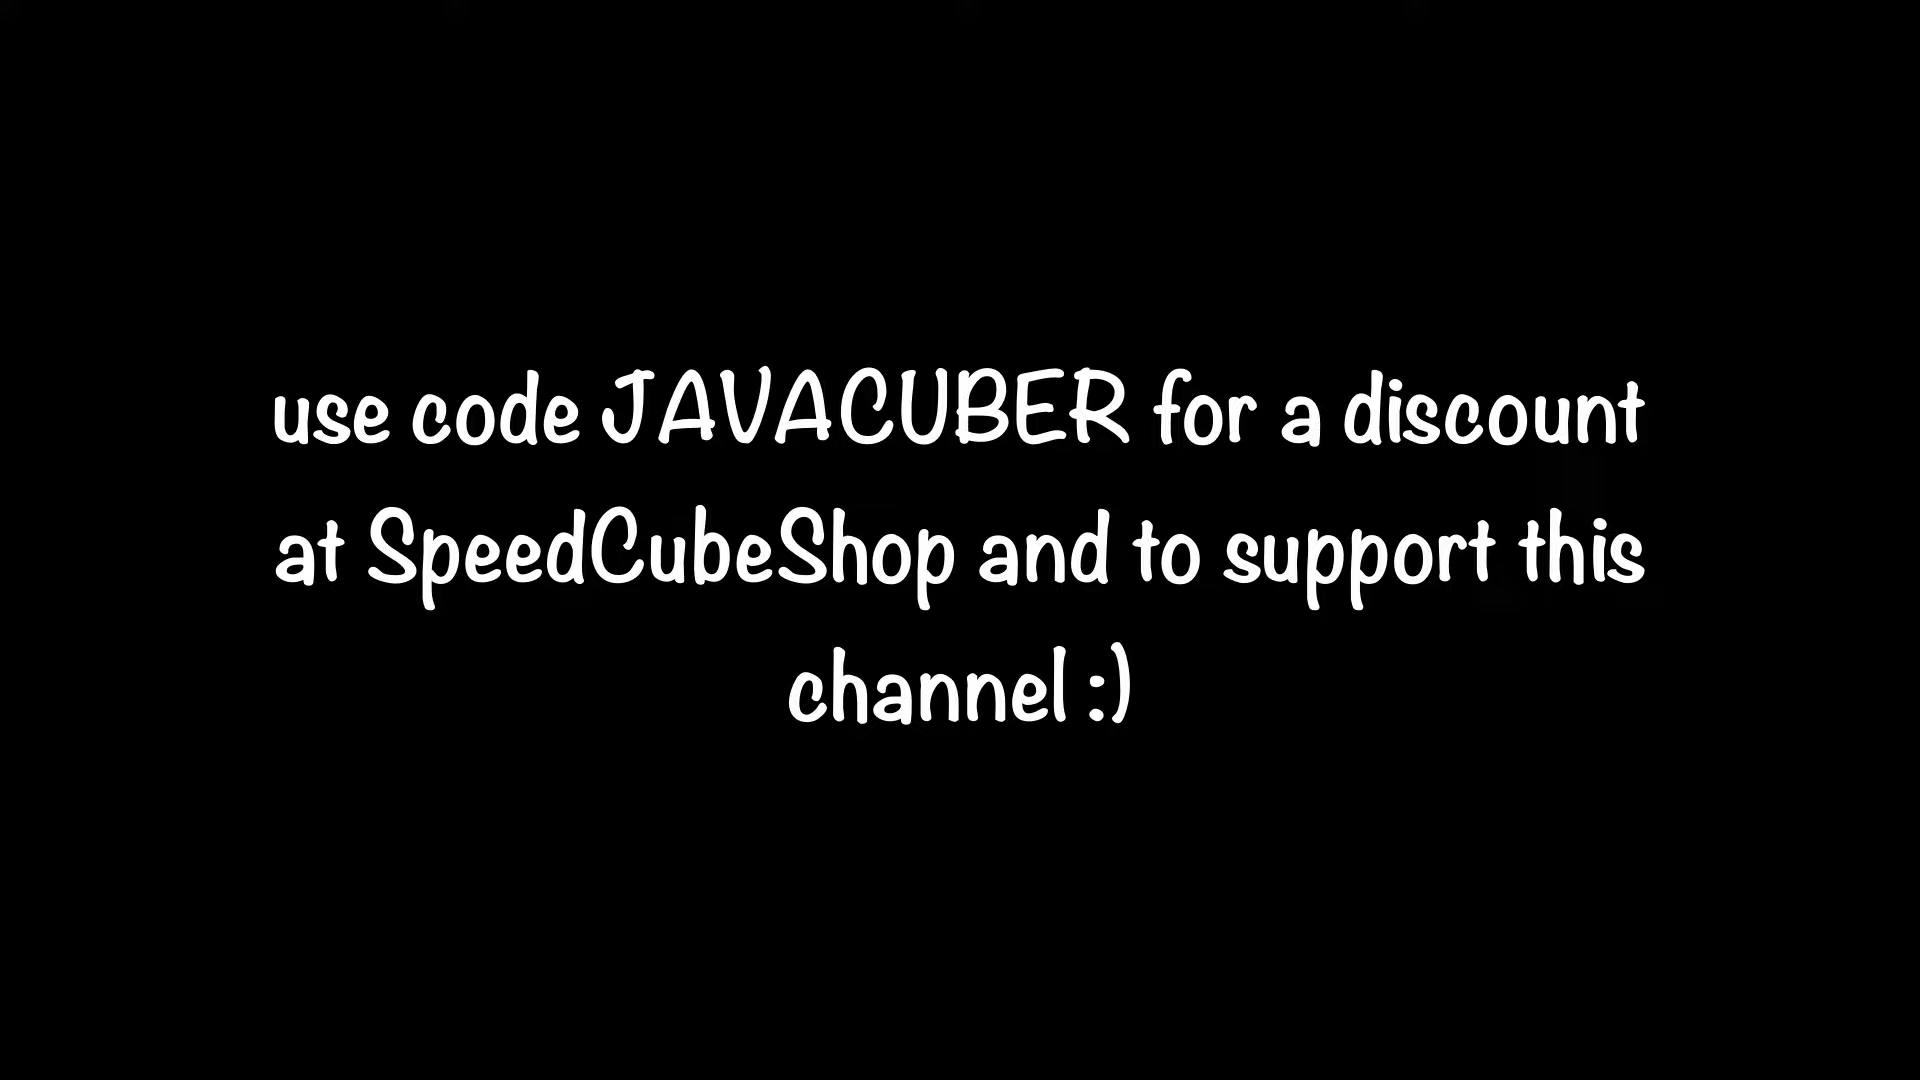 use code JAVACUBER for a discount
at SpeedCubeShop and to support this
channel :)